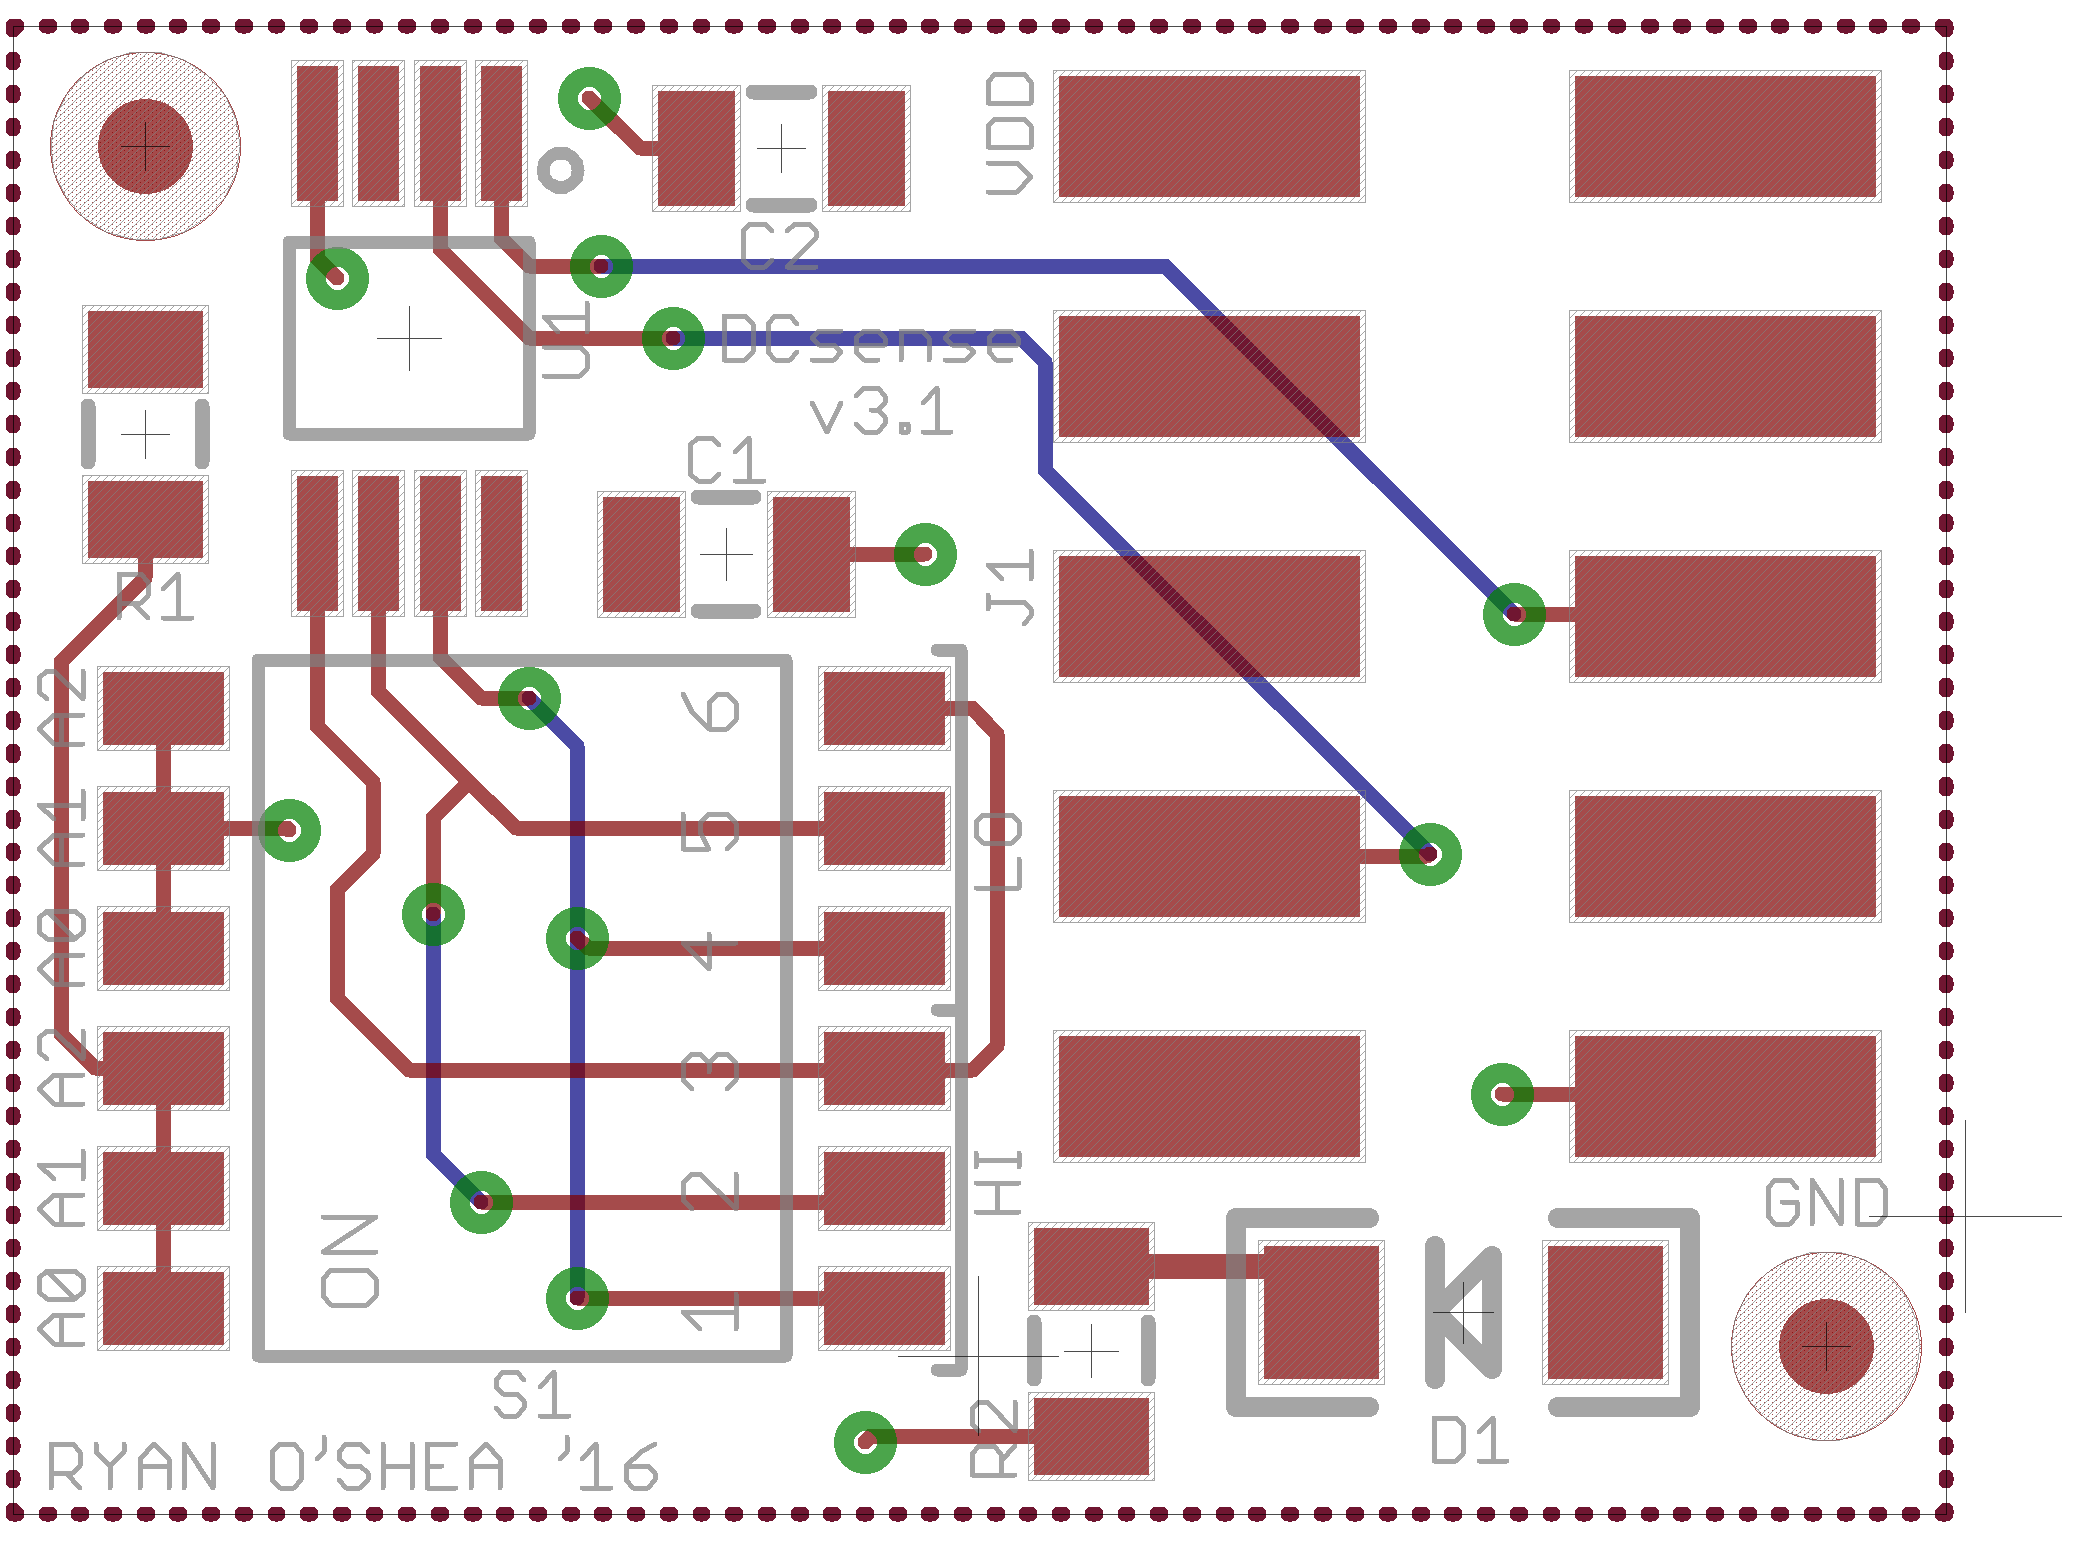 VDD
C2
U1
DCsense
v3.1
C1
J1
R1
A2
6
A1
5
LO
A0
4
A2
3
A1
2
HI
GND
A0
ON
1
S1
R2
D1
RYAN O'SHEA '16